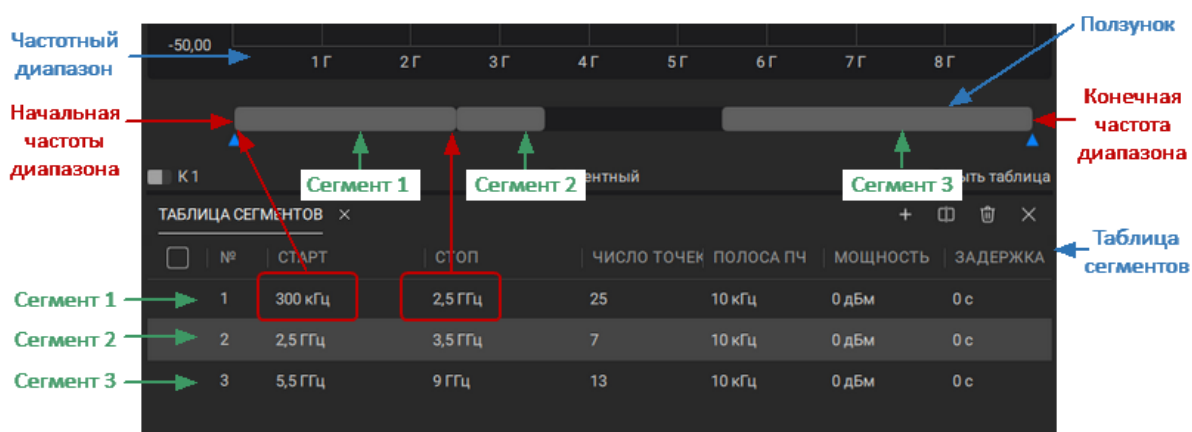 Частотный
диапазон
Ползунок
-50,00
1 Г 2 Г 3 Г 4 Г 5 Г 6 Г 7 Г 8 Г
Начальная
частоты
диапазона
Конечная
частота
диапазона
К 1
Сегмент 1
Сегмент 2
ентный
Сегмент 3
ыть таблица
ТАБЛИЦА СЕГМЕНТОВ ×
+
Таблица
сегментов
№ СТАРТ СТОП ЧИСЛО ТОЧЕК ПОЛОСА ПЧ МОЩНОСТЬ ЗАДЕРЖКА
Сегмент 1 1 300 кГц 2,5 ГГц 25 10 кГц 0 дБм 0 с
Сегмент 2 2 2,5 ГГц 3,5 ГГц 7 10 кГц 0 дБм 0 с
Сегмент 3 3 5,5 ГГц 9 ГГц 13 10 кГц 0 дБм 0 с